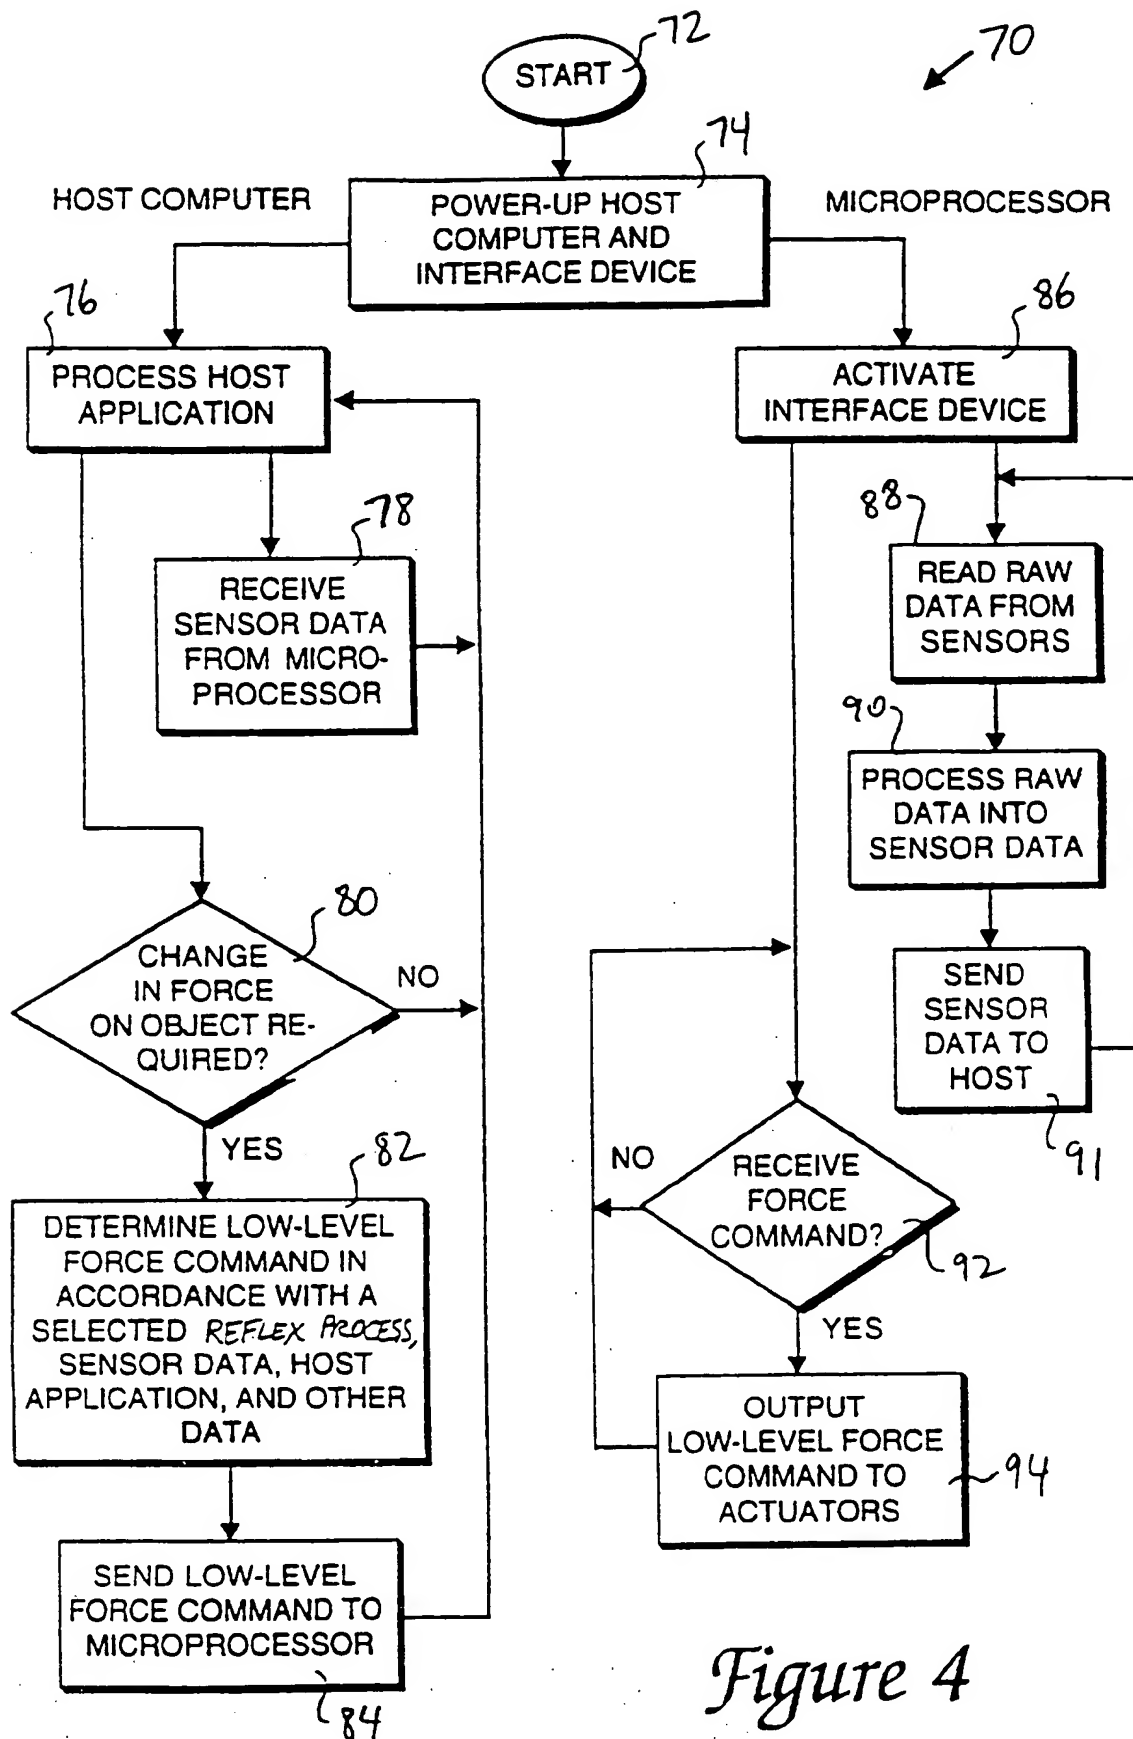 72
START
70
74
HOST COMPUTER
POWER-UP HOST
COMPUTER AND
INTERFACE DEVICE
MICROPROCESSOR
76
PROCESS HOST
APPLICATION
86
ACTIVATE
INTERFACE DEVICE
78
RECEIVE
SENSOR DATA
FROM MICRO-
PROCESSOR
88
READ RAW
DATA FROM
SENSORS
90
PROCESS RAW
DATA INTO
SENSOR DATA
80
CHANGE
IN FORCE
ON OBJECT RE-
QUIRED?
NO
YES
SEND
SENSOR
DATA TO
HOST
91
82
DETERMINE LOW-LEVEL
FORCE COMMAND IN
ACCORDANCE WITH A
SELECTED REFLEX PROCESS,
SENSOR DATA, HOST
APPLICATION, AND OTHER
DATA
NO
RECEIVE
FORCE
COMMAND?
92
YES
OUTPUT
LOW-LEVEL FORCE
COMMAND TO
ACTUATORS
94
SEND LOW-LEVEL
FORCE COMMAND TO
MICROPROCESSOR
84
Figure 4